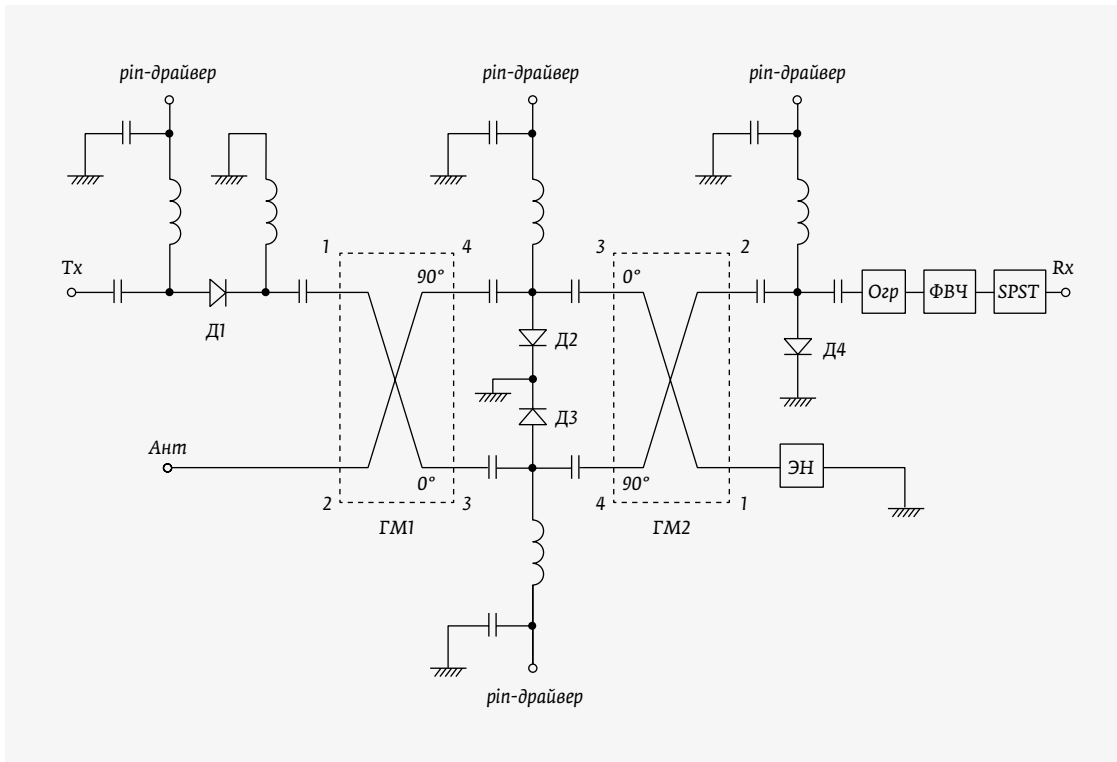 pin-драйвер
pin-драйвер
pin-драйвер
1
4
3
2
Tx
90°
0°
Огр
ФВЧ
SPST
Rx
Д1
Д2
Д4
Д3
Ант
ЭН
0°
90°
2
3
4
1
ГМ1
ГМ2
pin-драйвер